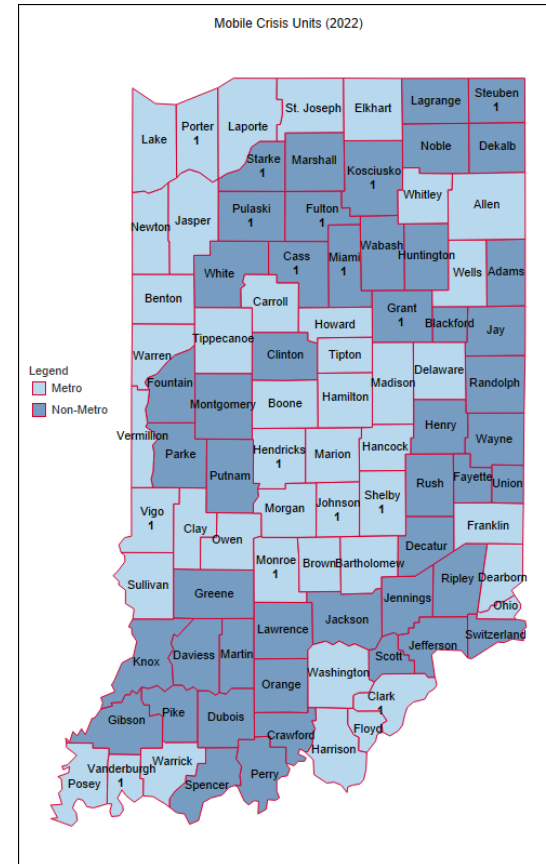 Mobile Crisis Units (2022)
Lagrange
Steuben
1
St. Joseph
Elkhart
Lake
Porter
1
Laporte
Noble
Dekalb
Starke
1
Marshall
Kosciusko
1
Whitley
Allen
Newton
Jasper
Pulaski
1
Fulton
1
Wabash
Huntington
Wells
Adams
White
Cass
1
Miami
1
Benton
Carroll
Grant
1
Blackford
Jay
Howard
Tippecanoe
Warren
Clinton
Tipton
Legend
Metro
Non-Metro
Fountain
Montgomery
Boone
Hamilton
Madison
Delaware
Randolph
Vermillion
Parke
Putnam
Hendricks
1
Marion
Hancock
Henry
Wayne
Vigo
1
Clay
Owen
Morgan
Johnson
1
Shelby
1
Rush
Fayette
Union
Franklin
Sullivan
Greene
Monroe
1
Brown
Bartholomew
Decatur
Ripley
Dearborn
Ohio
Jennings
Knox
Daviess
Martin
Lawrence
Jackson
Jefferson
Switzerland
Scott
Washington
Gibson
Pike
Dubois
Orange
Clark
1
Floyd
Harrison
Crawford
Posey
Vanderburgh
1
Warrick
Spencer
Perry